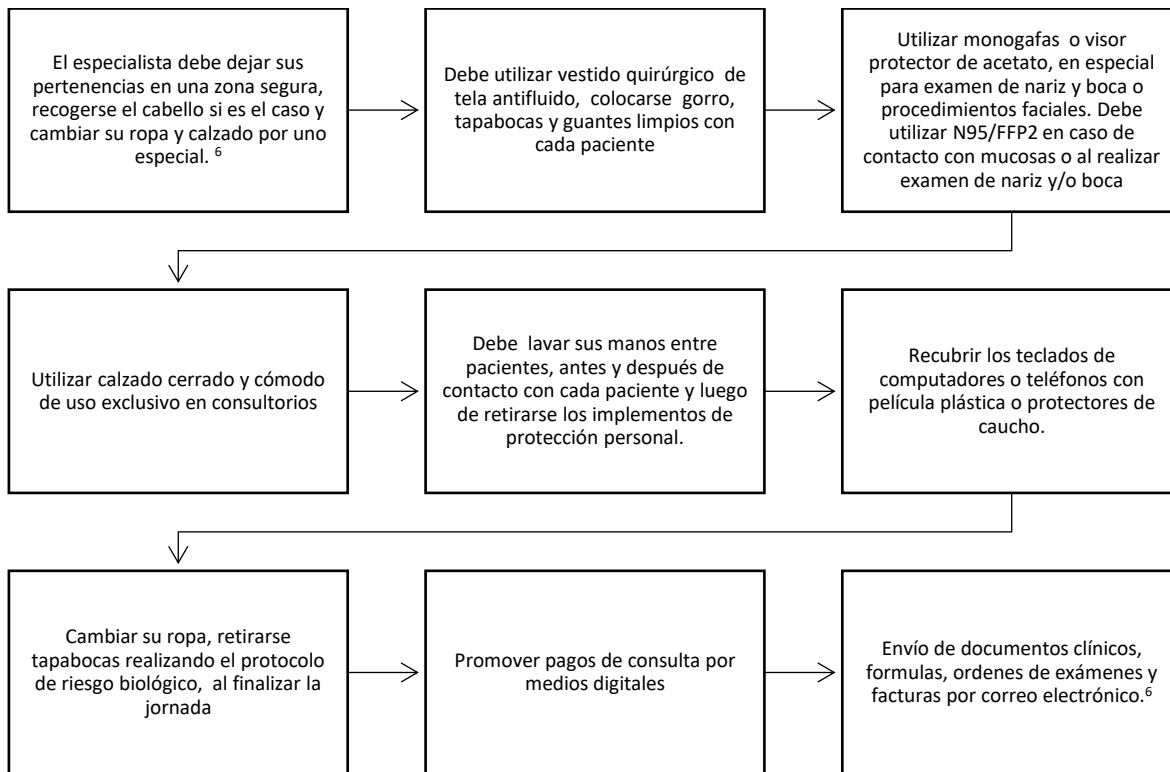 El especialista debe dejar sus
pertenencias en una zona segura,
recogerse el cabello si es el caso y
cambiar su ropa y calzado por uno
especial. 6
Debe utilizar vestido quirúrgico de
tela antifluido, colocarse gorro,
tapabocas y guantes limpios con
cada paciente
Utilizar monogafas o visor
protector de acetato, en especial
para examen de nariz y boca o
procedimientos faciales. Debe
utilizar N95/FFP2 en caso de
contacto con mucosas o al realizar
examen de nariz y/o boca
Utilizar calzado cerrado y cómodo
de uso exclusivo en consultorios
Debe lavar sus manos entre
pacientes, antes y después de
contacto con cada paciente y luego
de retirarse los implementos de
protección personal.
Recubrir los teclados de
computadores o teléfonos con
película plástica o protectores de
caucho.
Cambiar su ropa, retirarse
tapabocas realizando el protocolo
de riesgo biológico, al finalizar la
jornada
Promover pagos de consulta por
medios digitales
Envío de documentos clínicos,
formulas, ordenes de exámenes y
facturas por correo electrónico.6